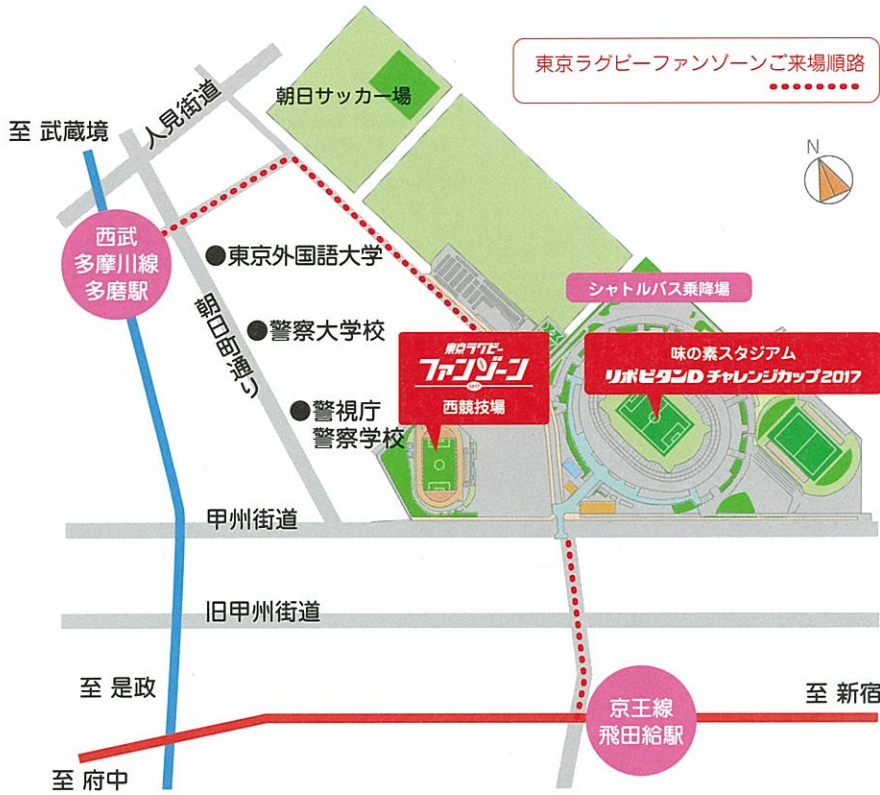 東京ラグビーファンゾーンご来場順路
朝日サッカー場
人見街道
至 武蔵境
N
西武
多摩川線
多磨駅
●東京外国語大学
シャトルバス乗降場
朝日町通り
●警察大学校
東京ラグビー
ファンゾーン
2017
西競技場
味の素スタジアム
リポビタンD チャレンジカップ2017
●警視庁
警察学校
甲州街道
旧甲州街道
至 是政
京王線
飛田給駅
至 新宿
至 府中